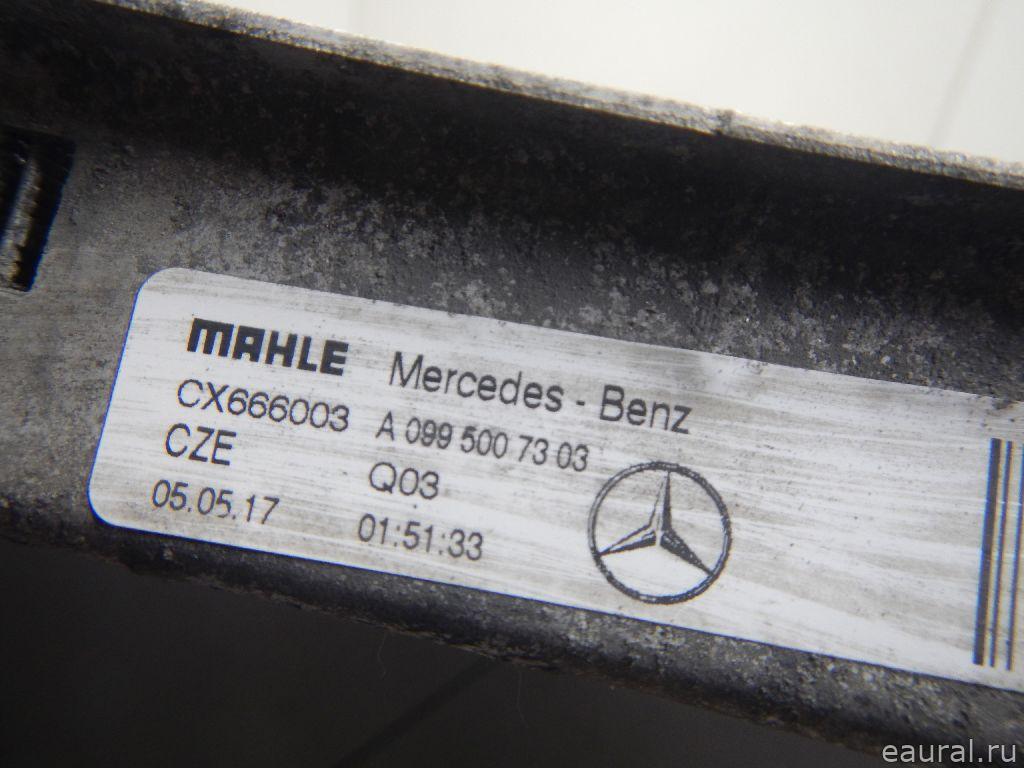 MAHLE Mercedes-Benz
CX666003 A 099 500 73 03
CZE Q03
05.05.17 01:51:33
eaural.ru